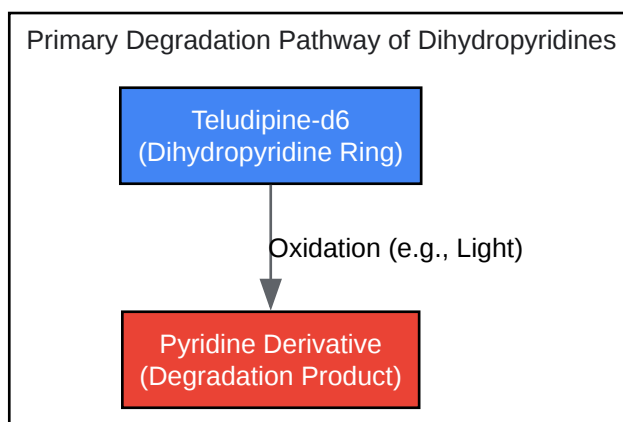 Primary Degradation Pathway of Dihydropyridines
Teludipine-d6
(Dihydropyridine Ring)
Oxidation (e.g., Light)
Pyridine Derivative
(Degradation Product)